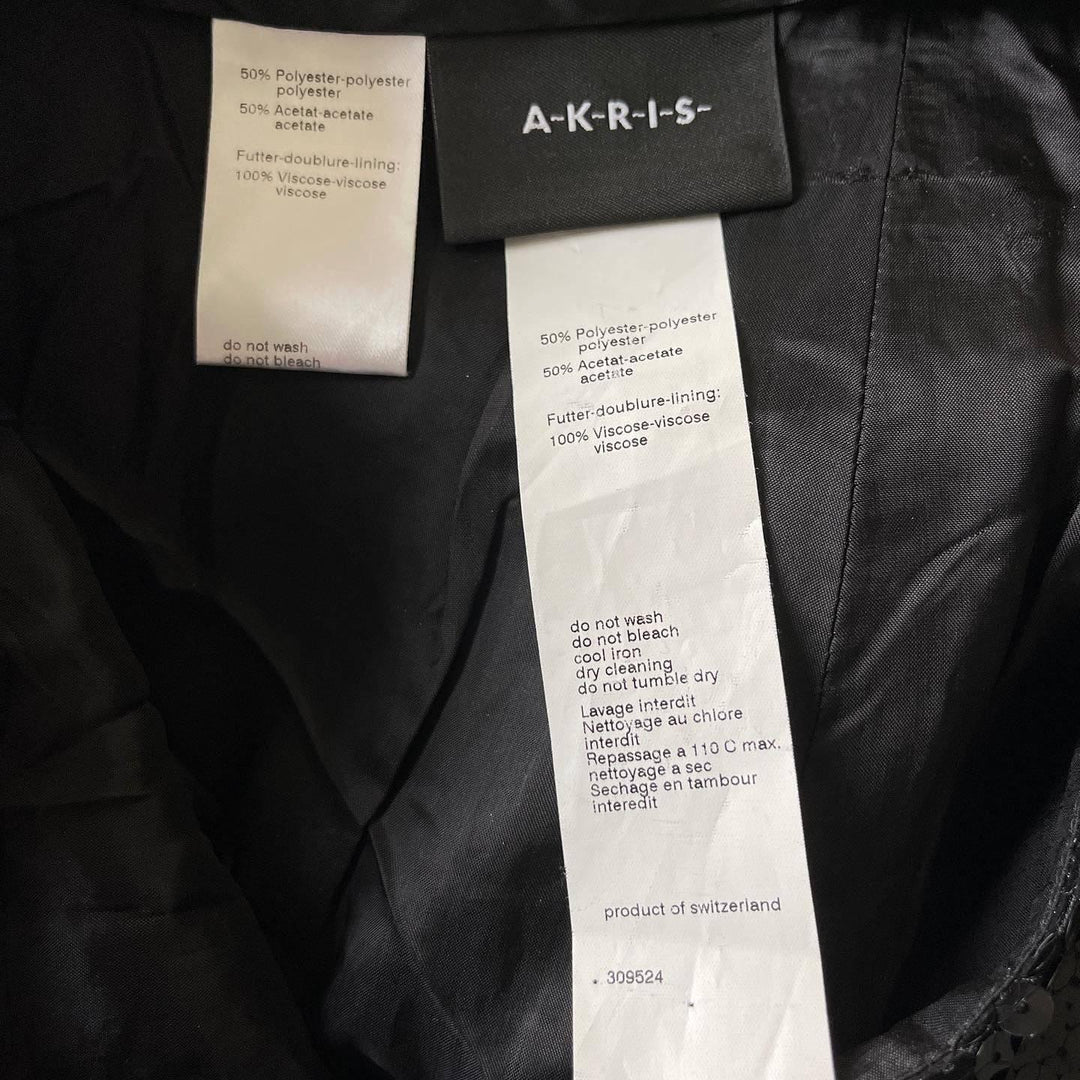 50% Polyester-polyester
polyester
50% Acetat-acetate
acetate
Futter-doublure-lining:
100% Viscose-viscose
viscose
do not wash
do not bleach
A-K-R-I-S-
50% Polyester-polyester
polyester
50% Acetat-acetate
acetate
Futter-doublure-lining:
100% Viscose-viscose
viscose
do not wash
do not bleach
cool iron
dry cleaning
do not tumble dry
Lavage interdit
Nettoyage au chlore
interdit
Repassage a 110 C max.
nettoyage a sec
Sechage en tambour
interedit
product of switzerland
309524